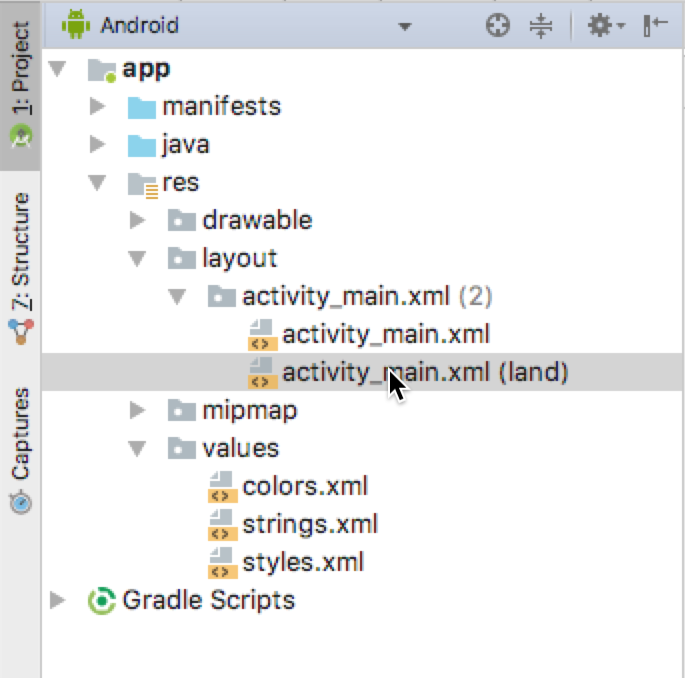 Android
1: Project
7: Structure
Captures
app
manifests
java
res
drawable
layout
activity_main.xml (2)
activity_main.xml
activity_main.xml (land)
mipmap
values
colors.xml
strings.xml
styles.xml
Gradle Scripts